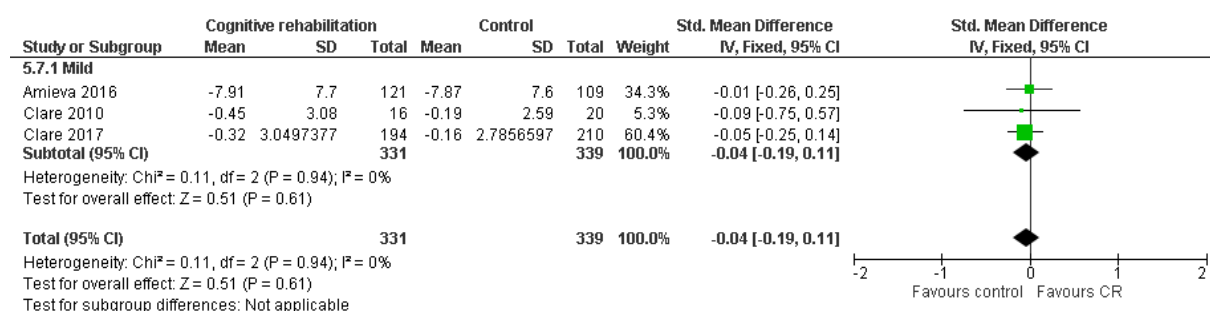 Cognitive rehabilitation Control Std. Mean Difference Std. Mean Difference
Study or Subgroup Mean SD Total Mean SD Total Weight IV, Fixed, 95% CI IV, Fixed, 95% CI
5.7.1 Mild
Amieva 2016 -7.91 7.7 121 -7.87 7.6 109 34.3% -0.01 [-0.26, 0.25]
Clare 2010 -0.45 3.08 16 -0.19 2.59 20 5.3% -0.09 [-0.75, 0.57]
Clare 2017 -0.32 3.0497377 194 -0.16 2.7856597 210 60.4% -0.05 [-0.25, 0.14]
Subtotal (95% CI) 331 339 100.0% -0.04 [-0.19, 0.11]
Heterogeneity: Chi² = 0.11, df = 2 (P = 0.94); I² = 0%
Test for overall effect: Z = 0.51 (P = 0.61)
Total (95% CI) 331 339 100.0% -0.04 [-0.19, 0.11]
Heterogeneity: Chi² = 0.11, df = 2 (P = 0.94); I² = 0%
Test for overall effect: Z = 0.51 (P = 0.61)
Test for subgroup differences: Not applicable
-2 -1 0 1 2
Favours control Favours CR